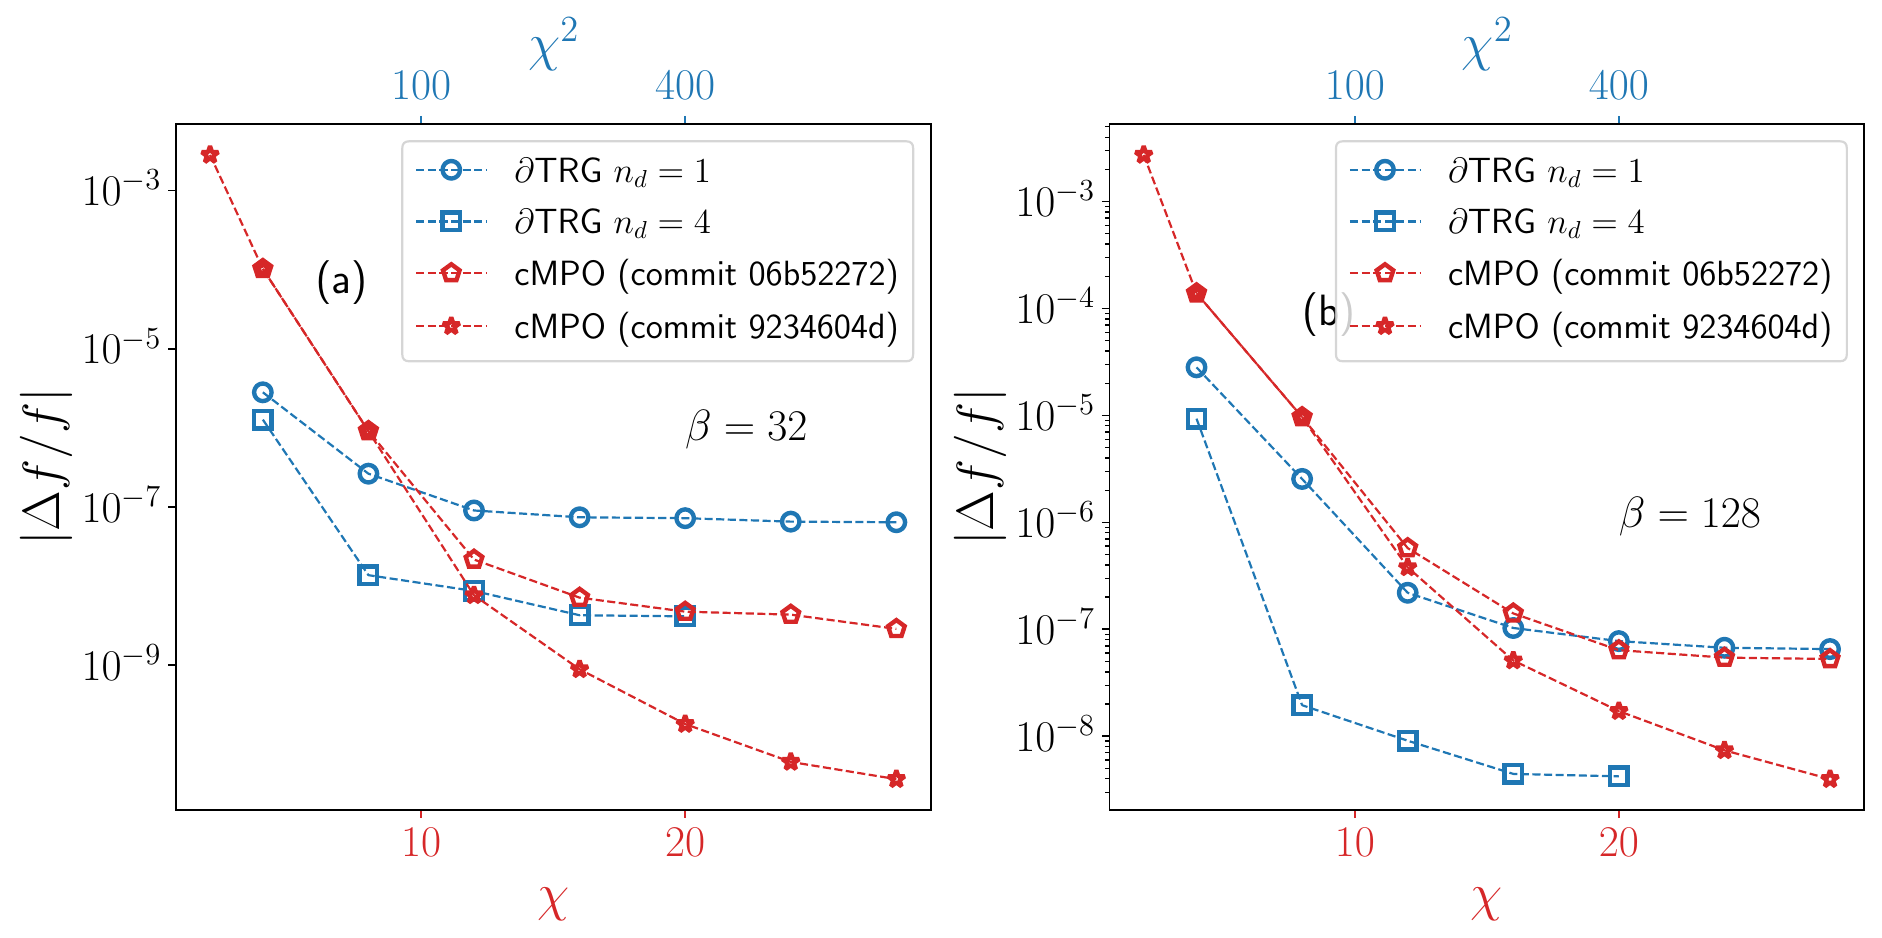 χ²
100 400
10⁻³
10⁻⁵
10⁻⁷
10⁻⁹
|Δf/f|
∂TRG n_d = 1
∂TRG n_d = 4
cMPO (commit 06b52272)
cMPO (commit 9234604d)
(a)
β = 32
10 20
χ
χ²
100 400
10⁻³
10⁻⁴
10⁻⁵
10⁻⁶
10⁻⁷
10⁻⁸
|Δf/f|
∂TRG n_d = 1
∂TRG n_d = 4
cMPO (commit 06b52272)
cMPO (commit 9234604d)
(b)
β = 128
10 20
χ